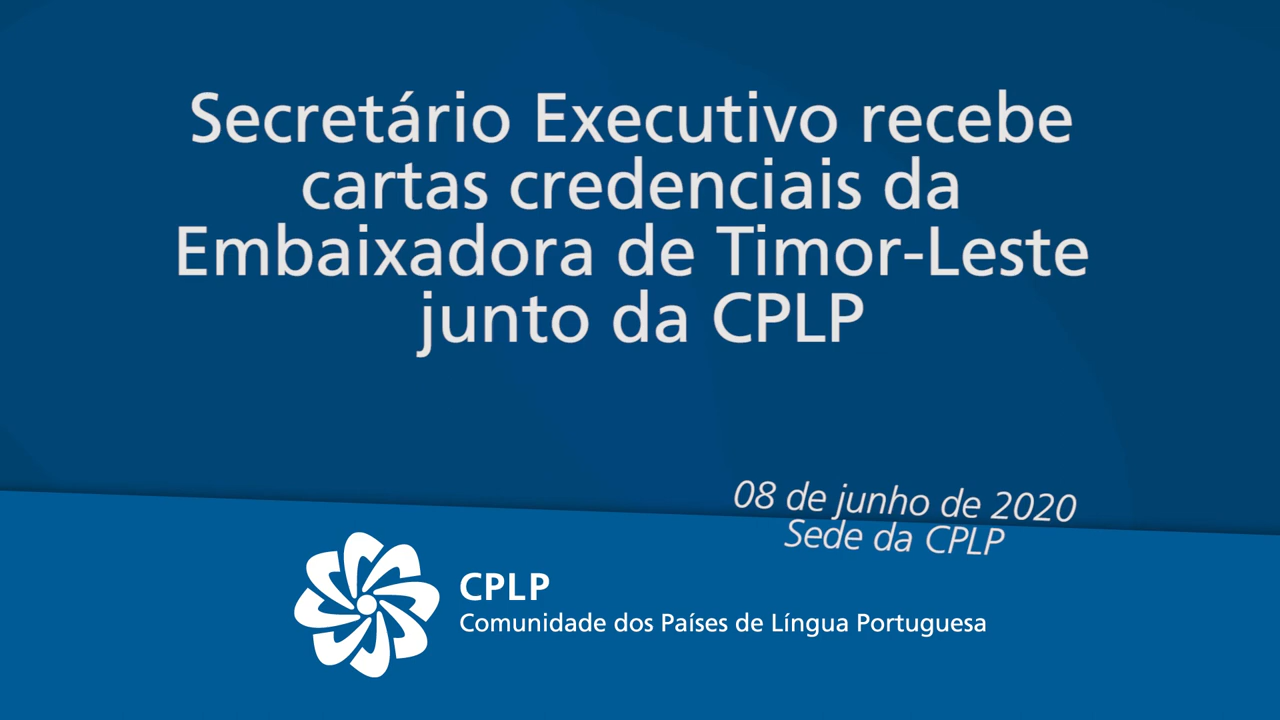 Secretário Executivo recebe
cartas credenciais da
Embaixadora de Timor-Leste
junto da CPLP
08 de junho de 2020
Sede da CPLP
CPLP
Comunidade dos Países de Língua Portuguesa